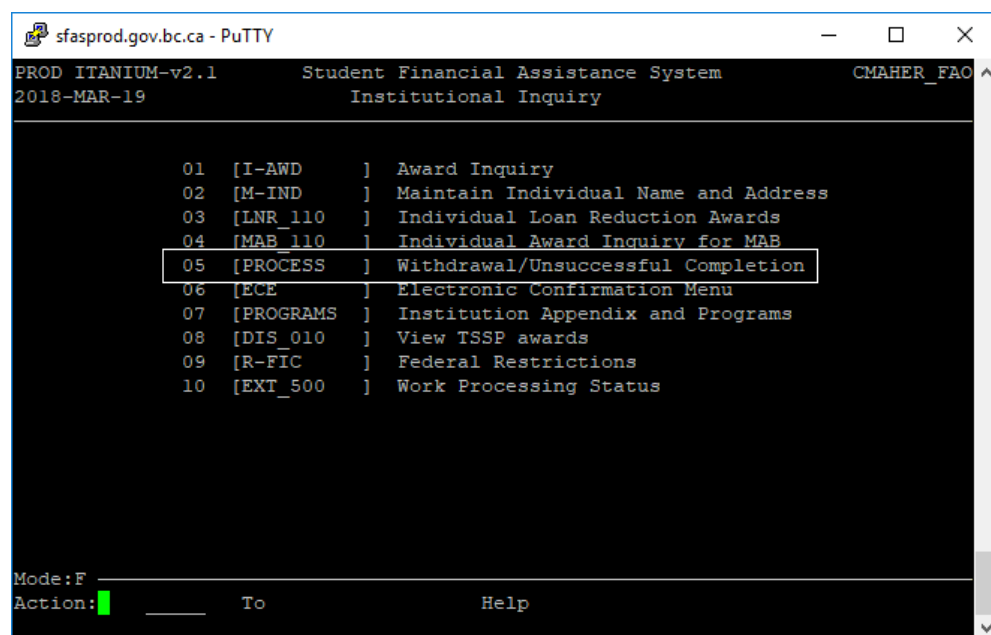 sfasprod.gov.bc.ca - PuTTY
PROD ITANIUM-v2.1 Student Financial Assistance System CMAHER_FAO
2018-MAR-19 Institutional Inquiry
01 [I-AWD ] Award Inquiry
02 [M-IND ] Maintain Individual Name and Address
03 [LNR_110 ] Individual Loan Reduction Awards
04 [MAB_110 ] Individual Award Inquiry for MAB
05 [PROCESS ] Withdrawal/Unsuccessful Completion
06 [ECE ] Electronic Confirmation Menu
07 [PROGRAMS ] Institution Appendix and Programs
08 [DIS_010 ] View TSSP awards
09 [R-FIC ] Federal Restrictions
10 [EXT_500 ] Work Processing Status
Mode:F
Action: _____ To Help